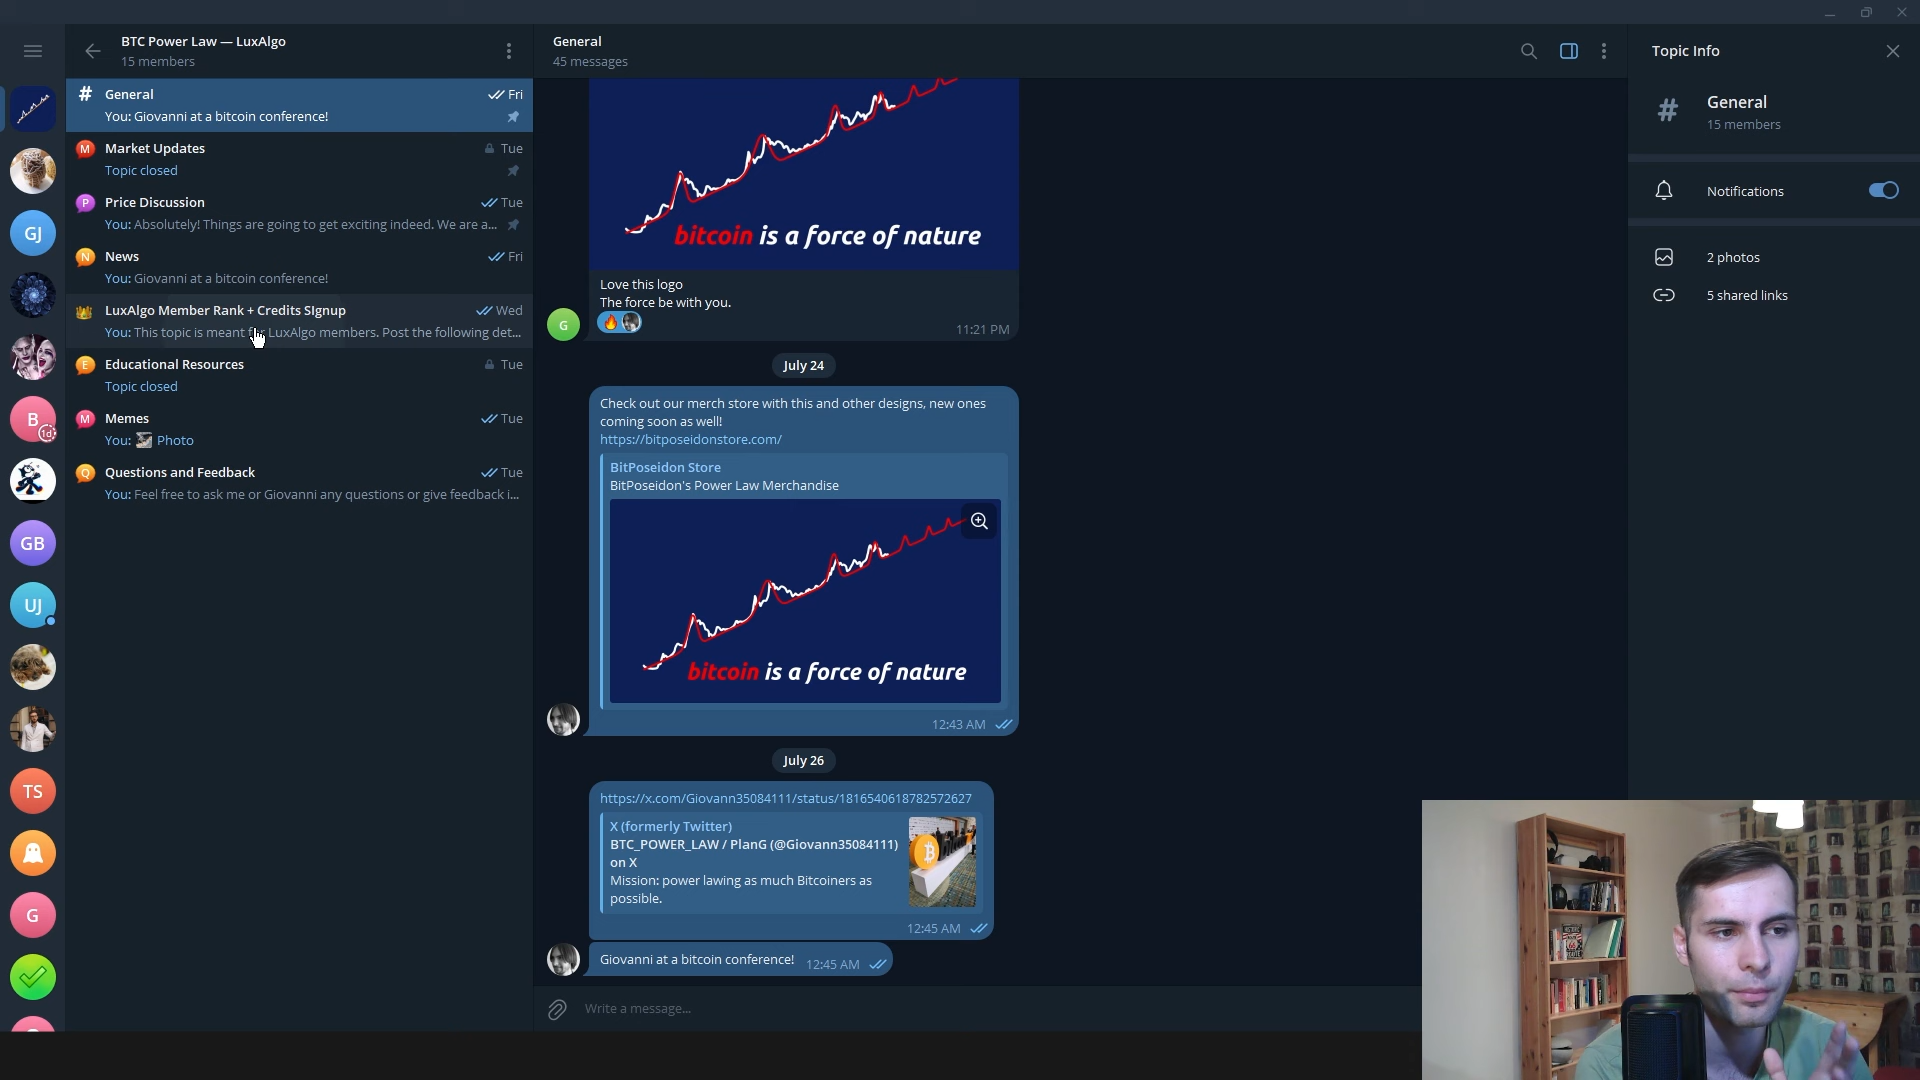 BTC Power Law — LuxAlgo
15 members
# General
Fri
You: Giovanni at a bitcoin conference!
M
Market Updates
Tue
Topic closed
P
Price Discussion
Tue
You: Absolutely! Things are going to get exciting indeed. We are a...
N
News
Fri
You: Giovanni at a bitcoin conference!
LuxAlgo Member Rank + Credits SIgnup
Wed
You: This topic is meant for LuxAlgo members. Post the following det...
E
Educational Resources
Tue
Topic closed
M
Memes
Tue
You: Photo
Q
Questions and Feedback
Tue
You: Feel free to ask me or Giovanni any questions or give feedback i...
GJ
B
1d
GB
UJ
TS
G
General
45 messages
bitcoin is a force of nature
Love this logo
The force be with you.
11:21 PM
G
July 24
Check out our merch store with this and other designs, new ones
coming soon as well!
https://bitposeidonstore.com/
BitPoseidon Store
BitPoseidon's Power Law Merchandise
bitcoin is a force of nature
12:43 AM
July 26
https://x.com/Giovann35084111/status/1816540618782572627
X (formerly Twitter)
BTC_POWER_LAW / PlanG (@Giovann35084111)
on X
Mission: power lawing as much Bitcoiners as
possible.
12:45 AM
Giovanni at a bitcoin conference! 12:45 AM
Write a message...
Topic Info
# General
15 members
Notifications
2 photos
5 shared links